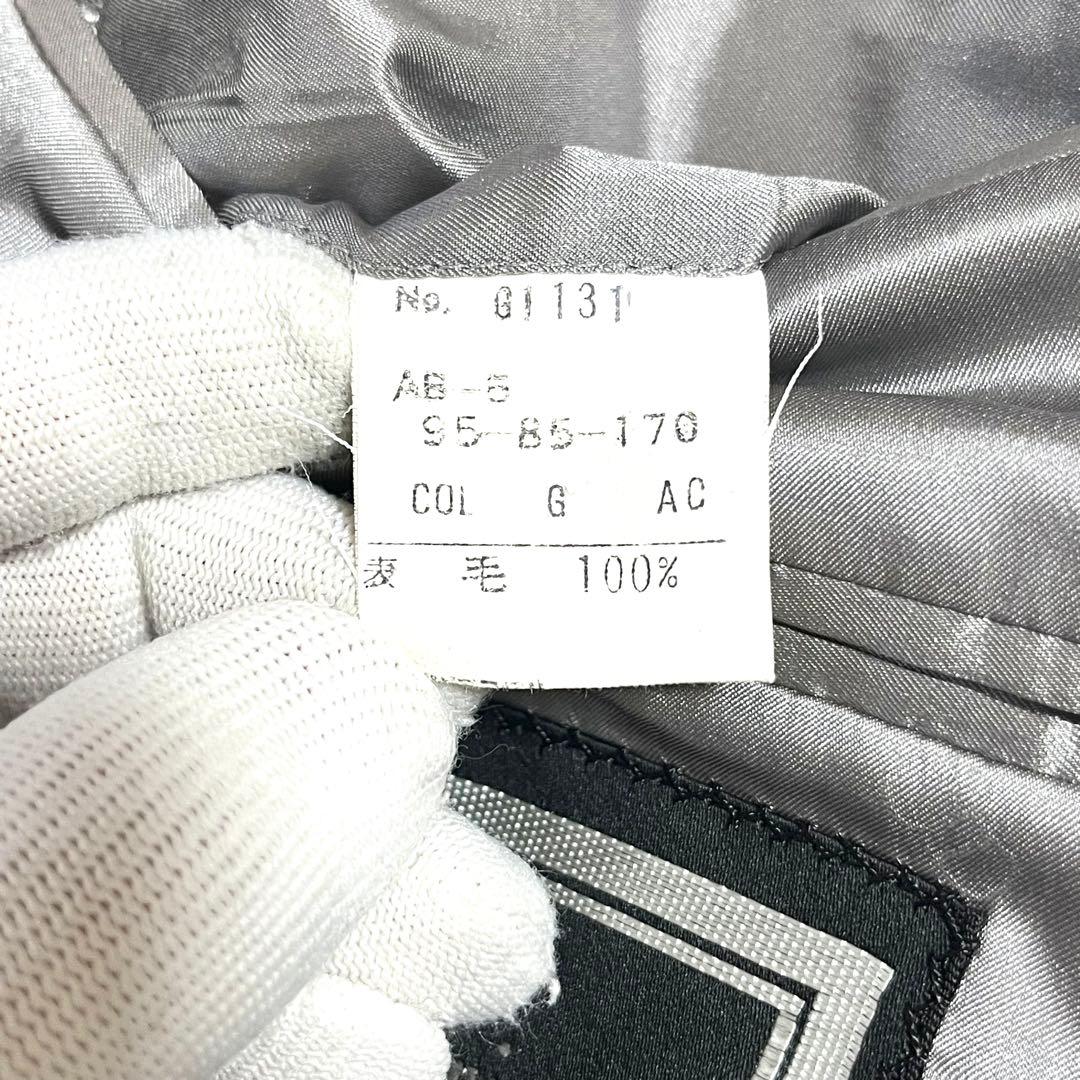 No. G1131
AB-5
95-85-170
COL G AC
表 毛 100%